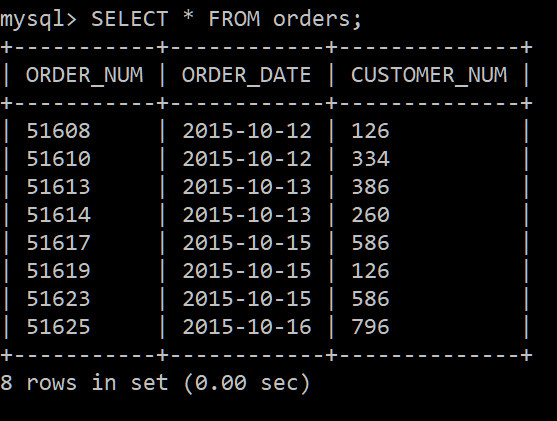 mysql> SELECT * FROM orders;
+-----------+------------+--------------+
| ORDER_NUM | ORDER_DATE | CUSTOMER_NUM |
+-----------+------------+--------------+
| 51608     | 2015-10-12 | 126          |
| 51610     | 2015-10-12 | 334          |
| 51613     | 2015-10-13 | 386          |
| 51614     | 2015-10-13 | 260          |
| 51617     | 2015-10-15 | 586          |
| 51619     | 2015-10-15 | 126          |
| 51623     | 2015-10-15 | 586          |
| 51625     | 2015-10-16 | 796          |
+-----------+------------+--------------+
8 rows in set (0.00 sec)